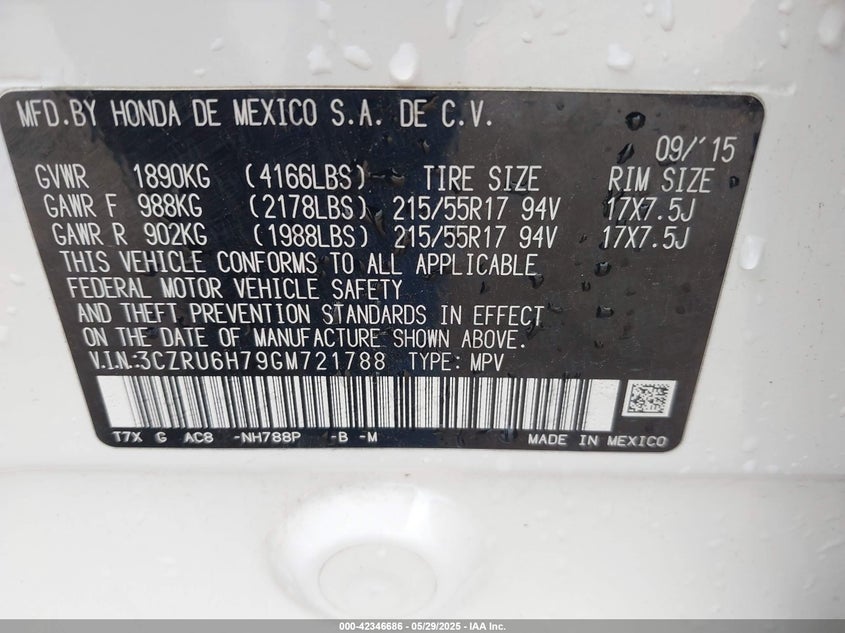 MFD.BY HONDA DE MEXICO S.A. DE C.V.
09/'15
GVWR 1890KG (4166LBS) TIRE SIZE RIM SIZE
GAWR F 988KG (2178LBS) 215/55R17 94V 17X7.5J
GAWR R 902KG (1988LBS) 215/55R17 94V 17X7.5J
THIS VEHICLE CONFORMS TO ALL APPLICABLE
FEDERAL MOTOR VEHICLE SAFETY
AND THEFT PREVENTION STANDARDS IN EFFECT
ON THE DATE OF MANUFACTURE SHOWN ABOVE.
V.I.N.:3CZRU6H79GM721788 TYPE: MPV
T7X G AC8 -NH788P -B -M MADE IN MEXICO
000-42346686 - 05/29/2025 - IAA Inc.